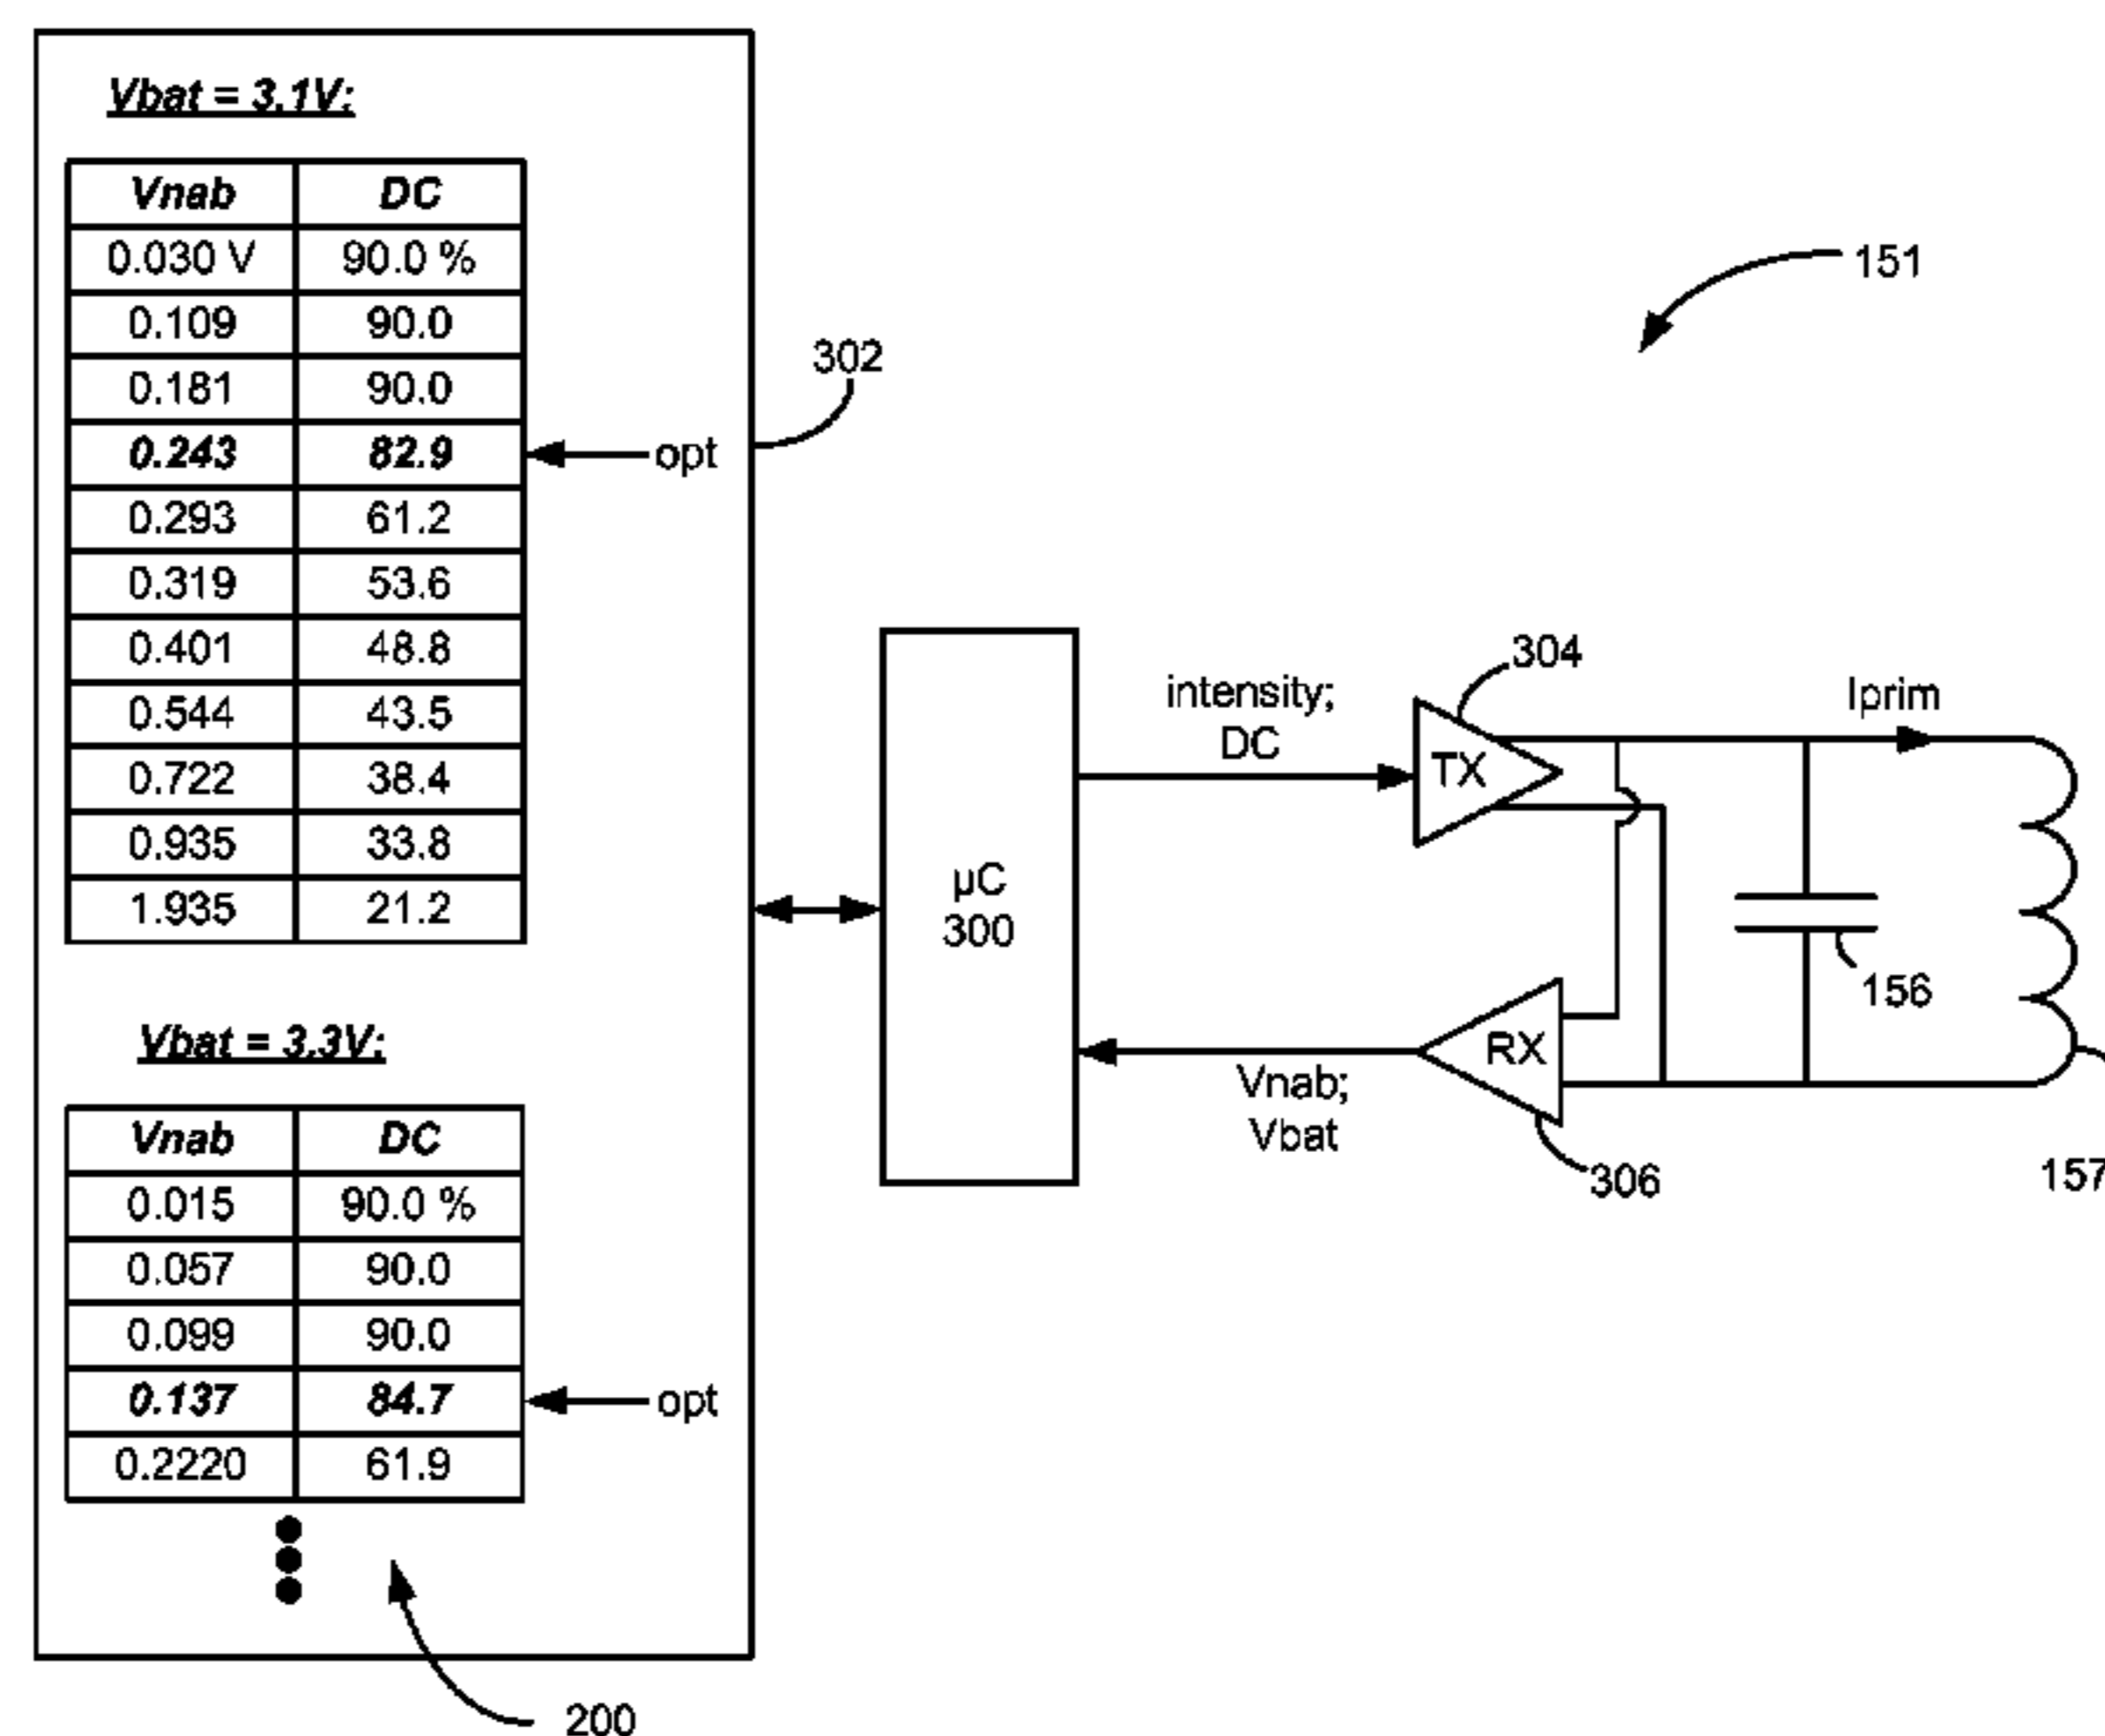 Vbat = 3.1V:
Vnab DC
0.030 V 90.0 %
0.109 90.0
0.181 90.0
0.243 82.9
opt
0.293 61.2
0.319 53.6
0.401 48.8
0.544 43.5
0.722 38.4
0.935 33.8
1.935 21.2
Vbat = 3.3V:
Vnab DC
0.015 90.0 %
0.057 90.0
0.099 90.0
0.137 84.7
opt
0.2220 61.9
200
302
151
µC
300
intensity;
DC
304
TX
Iprim
156
RX
Vnab;
Vbat
306
157